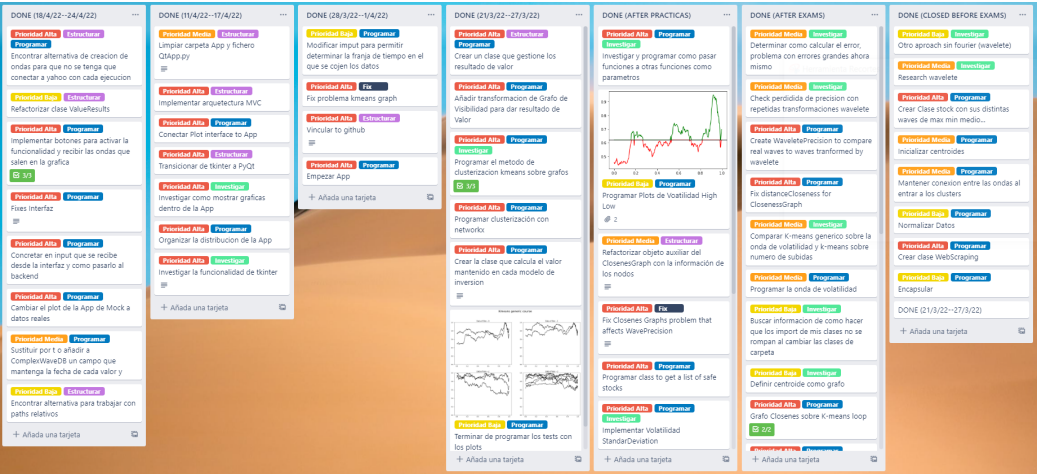 DONE (18/4/22--24/4/22)
Prioridad Alta Estructurar
Programar
Encontrar alternativa de creacion de
ondas para que no se tenga que
conectar a yahoo con cada ejecucion
Prioridad Baja Estructurar
Refactorizar clase ValueResults
Prioridad Alta Programar
Implementar botones para activar la
funcionalidad y recibir las ondas que
salen en la grafica
3/3
Prioridad Alta Programar
Fixes Interfaz
Prioridad Alta Programar
Concretar en input que se recibe
desde la interfaz y como pasarlo al
backend
Prioridad Alta Programar
Cambiar el plot de la App de Mock a
datos reales
Prioridad Media Programar
Sustituir por t o añadir a
ComplexWaveDB un campo que
mantenga la fecha de cada valor y
Prioridad Baja Estructurar
Encontrar alternativa para trabajar con
paths relativos
+ Añada una tarjeta
DONE (11/4/22--17/4/22)
Prioridad Media Estructurar
Limpiar carpeta App y fichero
QtApp.py
Prioridad Alta Estructurar
Implementar arquetectura MVC
Prioridad Alta Programar
Conectar Plot interface to App
Prioridad Alta Estructurar
Transicionar de tkinter a PyQt
Prioridad Alta Investigar
Investigar como mostrar graficas
dentro de la App
Prioridad Alta Programar
Organizar la distribucion de la App
Prioridad Alta Investigar
Investigar la funcionalidad de tkinter
+ Añada una tarjeta
DONE (28/3/22--1/4/22)
Prioridad Baja Programar
Modificar imput para permitir
determinar la franja de tiempo en el
que se cojen los datos
Prioridad Alta Fix
Fix problema kmeans graph
Prioridad Alta Estructurar
Vincular to github
Prioridad Alta Programar
Empezar App
+ Añada una tarjeta
DONE (21/3/22--27/3/22)
Prioridad Alta Estructurar
Programar
Crear un clase que gestione los
resultado de valor
Prioridad Alta Programar
Añadir transformacion de Grafo de
Visibilidad para dar resultado de
Valor
Prioridad Alta Programar
Investigar
Programar el metodo de
clusterizacion kmeans sobre grafos
3/3
Prioridad Alta Programar
Programar clusterización con
networkx
Prioridad Alta Programar
Crear la clase que calcula el valor
mantenido en cada modelo de
inversion
Prioridad Baja Programar
Terminar de programar los tests con
los plots
+ Añada una tarjeta
DONE (AFTER PRACTICAS)
Prioridad Alta Programar
Investigar
Investigar y programar como pasar
funciones a otras funciones como
parametros
0.9
0.8
0.7
0.6
0.5
0.0 0.2 0.4 0.6 0.8 1.0
Prioridad Baja Programar
Programar Plots de Voatilidad High
Low
2
Prioridad Media Estructurar
Refactorizar objeto auxiliar del
ClosenesGraph con la información de
los nodos
Prioridad Alta Fix
Fix Closenes Graphs problem that
affects WavePrecision
Prioridad Alta Programar
Programar class to get a list of safe
stocks
Prioridad Alta Programar
Investigar
Implementar Volatilidad
StandarDeviation
+ Añada una tarjeta
DONE (AFTER EXAMS)
Prioridad Media Investigar
Determinar como calcular el error,
problema con errores grandes ahora
mismo
Prioridad Media Investigar
Check perdidida de precision con
repetidas transformaciones wavelete
Prioridad Media Programar
Create WaveletePrecision to compare
real waves to waves tranformed by
wavelete
Prioridad Alta Programar
Fix distanceCloseness for
ClosenessGraph
Prioridad Media Investigar
Comparar K-means generico sobre la
onda de volatilidad y k-means sobre
numero de subidas
Prioridad Media Programar
Programar la onda de volatilidad
Prioridad Baja Investigar
Buscar informacion de como hacer
que los import de mis clases no se
rompan al cambiar las clases de
carpeta
Prioridad Baja Investigar
Definir centroide como grafo
Prioridad Alta Programar
Grafo Closenes sobre K-means loop
2/2
Prioridad Alta Programar
+ Añada una tarjeta
DONE (CLOSED BEFORE EXAMS)
Prioridad Baja Investigar
Otro aproach sin fourier (wavelete)
Prioridad Media Investigar
Research wavelete
Prioridad Alta Programar
Crear Clase stock con sus distintas
waves de max min medio...
Prioridad Media Programar
Inicializar centroides
Prioridad Media Programar
Mantener conexion entre las ondas al
entrar a los clusters
Prioridad Baja Programar
Normalizar Datos
Prioridad Alta Programar
Crear clase WebScraping
Prioridad Baja Programar
Encapsular
DONE (21/3/22--27/3/22)
+ Añada una tarjeta